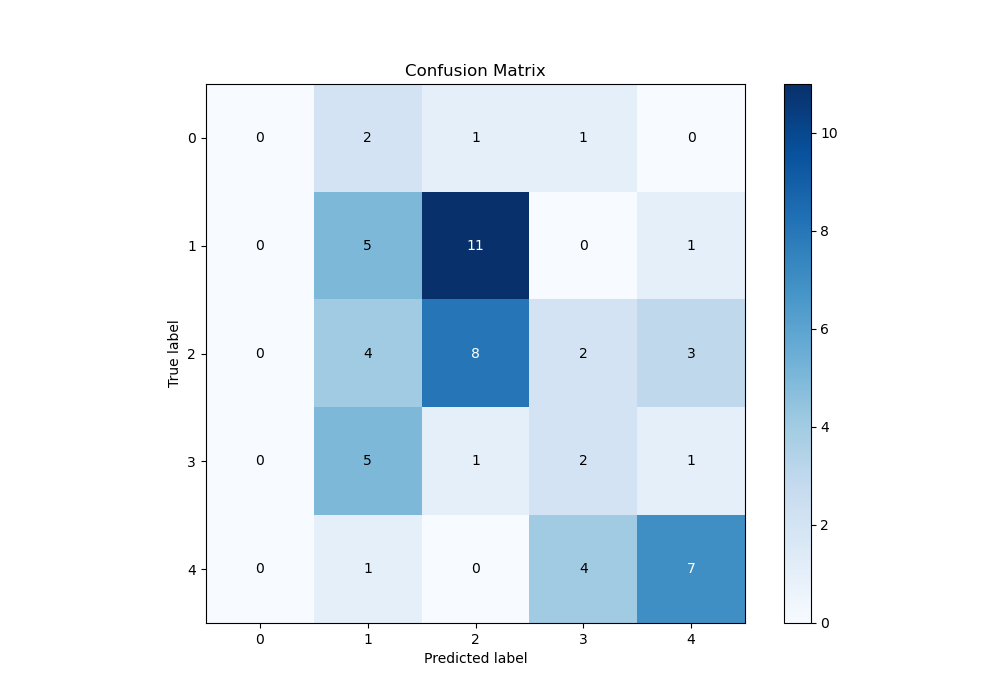 Confusion Matrix
0 0 2 1 1 0
1 0 5 11 0 1
2 0 4 8 2 3
3 0 5 1 2 1
4 0 1 0 4 7
0 1 2 3 4
Predicted label
True label
10
8
6
4
2
0